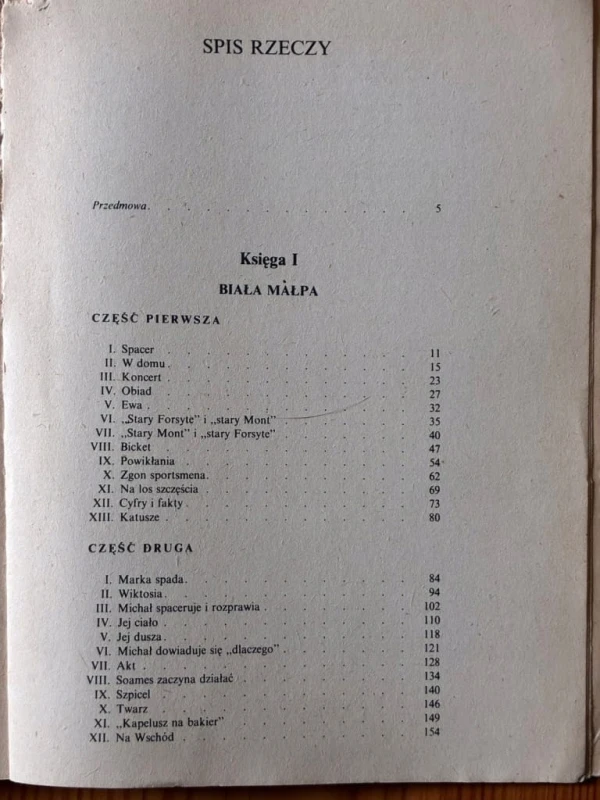 SPIS RZECZY
Przedmowa. . . . . . . . . . . . . . 5
Księga I
BIAŁA MAŁPA
CZĘŚĆ PIERWSZA
I. Spacer . . . . . . . . . . . 11
II. W domu . . . . . . . . . . . 15
III. Koncert . . . . . . . . . . . 23
IV. Obiad . . . . . . . . . . . 27
V. Ewa . . . . . . . . . . . 32
VI. „Stary Forsyte” i „stary Mont” . . . . . . 35
VII. „Stary Mont” i „stary Forsyte” . . . . . . 40
VIII. Bicket . . . . . . . . . . . 47
IX. Powikłania . . . . . . . . . . 54
X. Zgon sportsmena. . . . . . . . . 62
XI. Na los szczęścia . . . . . . . . . 69
XII. Cyfry i fakty . . . . . . . . . . 73
XIII. Katusze . . . . . . . . . . . 80
CZĘŚĆ DRUGA
I. Marka spada. . . . . . . . . . 84
II. Wiktosia. . . . . . . . . . . 94
III. Michał spaceruje i rozprawia . . . . . . 102
IV. Jej ciało . . . . . . . . . . . 110
V. Jej dusza. . . . . . . . . . . 118
VI. Michał dowiaduje się „dlaczego” . . . . . . 121
VII. Akt . . . . . . . . . . . 128
VIII. Soames zaczyna działać . . . . . . . 134
IX. Szpicel . . . . . . . . . . . 140
X. Twarz . . . . . . . . . . . 146
XI. „Kapelusz na bakier” . . . . . . . . 149
XII. Na Wschód . . . . . . . . . . 154